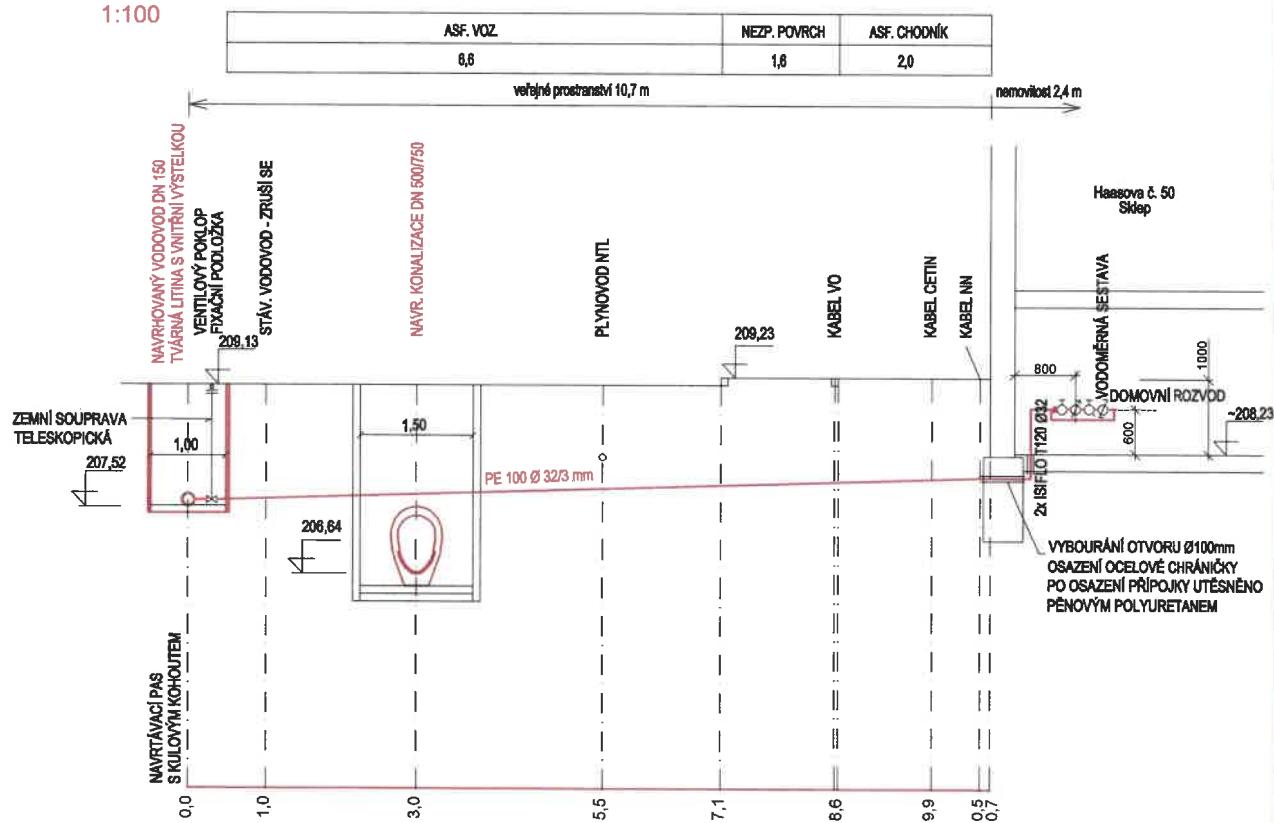 1:100
ASF. VOZ.
NEZP. POVRCH
ASF. CHODNÍK
6,6
1,6
2,0
veřejné prostranství 10,7 m
nemovitost 2,4 m
NAVRHOVANÝ VODOVOD DN 150
TVÁRNÁ LITINA S VNITŘNÍ VÝSTELKOU
VENTILOVÝ POKLOP
FIXAČNÍ PODLOŽKA
STÁV. VODOVOD - ZRUŠÍ SE
NAVR. KONALIZACE DN 500/750
PLYNOVOD NTL
KABEL VO
KABEL CETIN
KABEL NN
Haasova č. 50
Sklep
VODOMĚRNÁ SESTAVA
209,13
209,23
800
1000
DOMOVNÍ ROZVOD
~208,23
600
ZEMNÍ SOUPRAVA
TELESKOPICKÁ
1,00
1,50
207,52
PE 100 Ø 32/3 mm
2x ISIFLO T120 Ø32
206,64
VYBOURÁNÍ OTVORU Ø100mm
OSAZENÍ OCELOVÉ CHRÁNIČKY
PO OSAZENÍ PŘÍPOJKY UTĚSNĚNO
PĚNOVÝM POLYURETANEM
NAVRTÁVACÍ PAS
S KULOVÝM KOHOUTEM
0,0
1,0
3,0
5,5
7,1
8,6
9,9
0,5
0,7